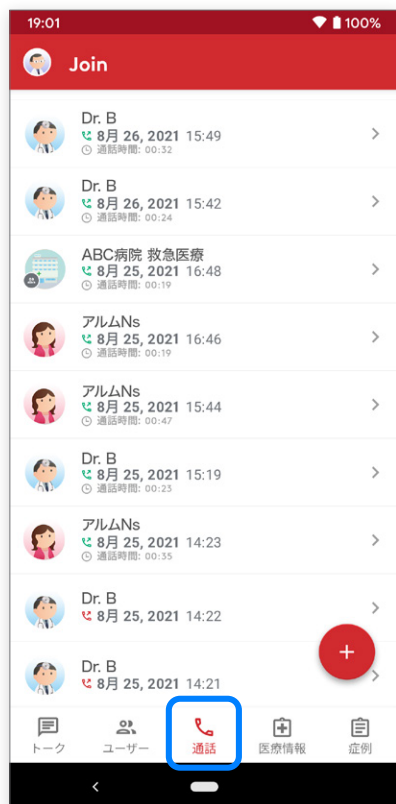 19:01 100%
Join
Dr. B
8月 26, 2021 15:49
通話時間: 00:32
Dr. B
8月 26, 2021 15:42
通話時間: 00:24
ABC病院 救急医療
8月 25, 2021 16:48
通話時間: 00:19
アルムNs
8月 25, 2021 16:46
通話時間: 00:19
アルムNs
8月 25, 2021 15:44
通話時間: 00:47
Dr. B
8月 25, 2021 15:19
通話時間: 00:23
アルムNs
8月 25, 2021 14:23
通話時間: 00:35
Dr. B
8月 25, 2021 14:22
Dr. B
8月 25, 2021 14:21
トーク ユーザー 通話 医療情報 症例